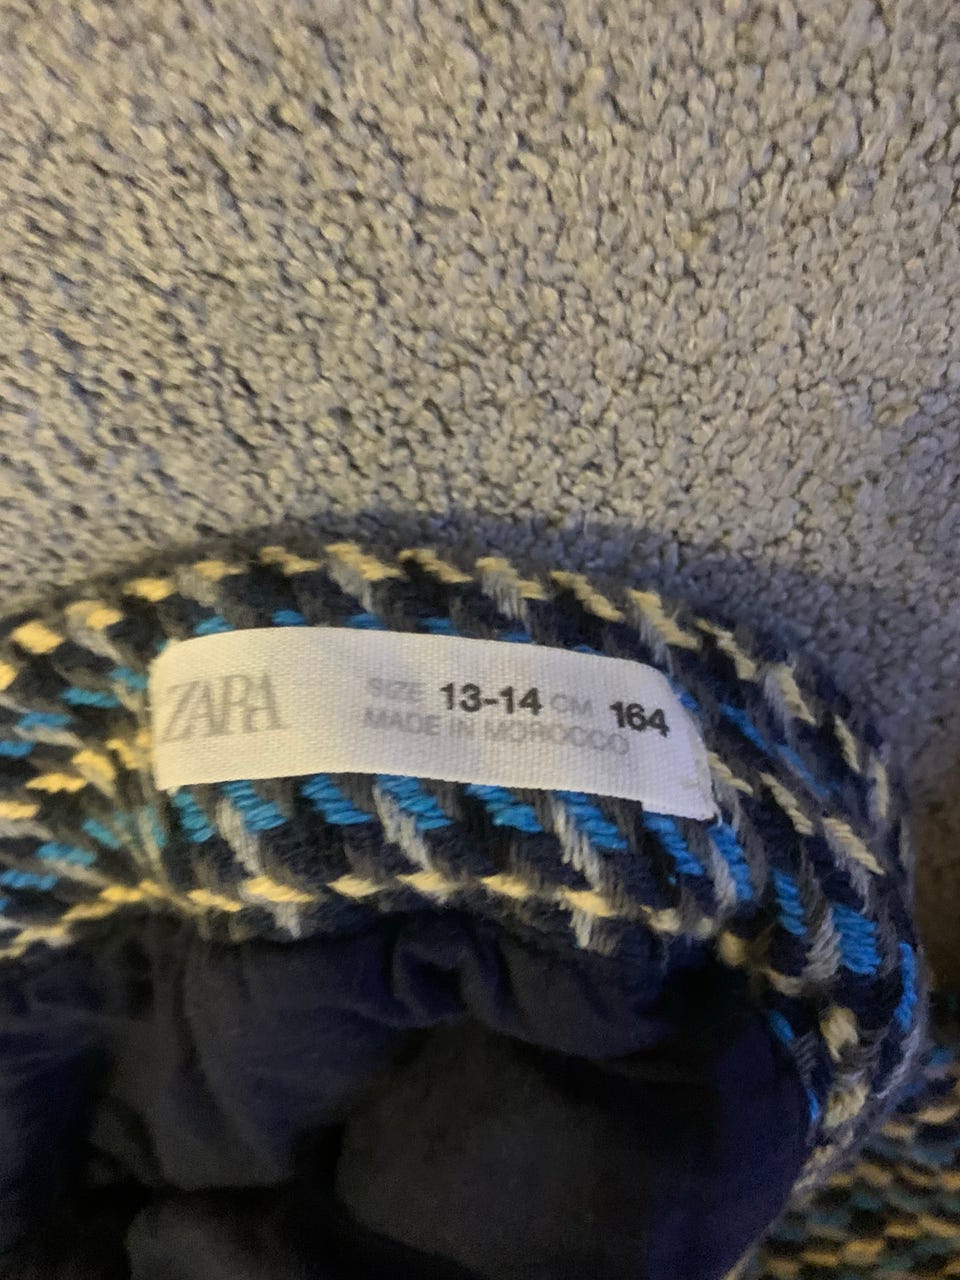 ZARA
SIZE 13-14 CM 164
MADE IN MOROCCO